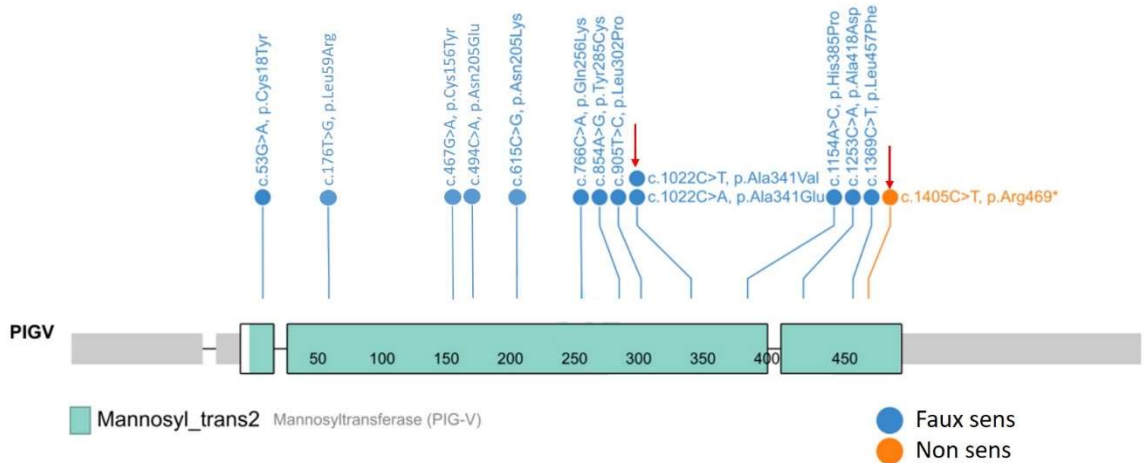 c.53G>A, p.Cys18Tyr
c.176T>G, p.Leu59Arg
c.467G>A, p.Cys156Tyr
c.494C>A, p.Asn205Glu
c.615C>G, p.Asn205Lys
c.766C>A, p.Gln256Lys
c.854A>G, p.Tyr285Cys
c.905T>C, p.Leu302Pro
c.1022C>T, p.Ala341Val
c.1022C>A, p.Ala341Glu
c.1154A>C, p.His385Pro
c.1253C>A, p.Ala418Asp
c.1369C>T, p.Leu457Phe
c.1405C>T, p.Arg469*
PIGV
50 100 150 200 250 300 350 400 450
Mannosyl_trans2 Mannosyltransferase (PIG-V)
Faux sens
Non sens